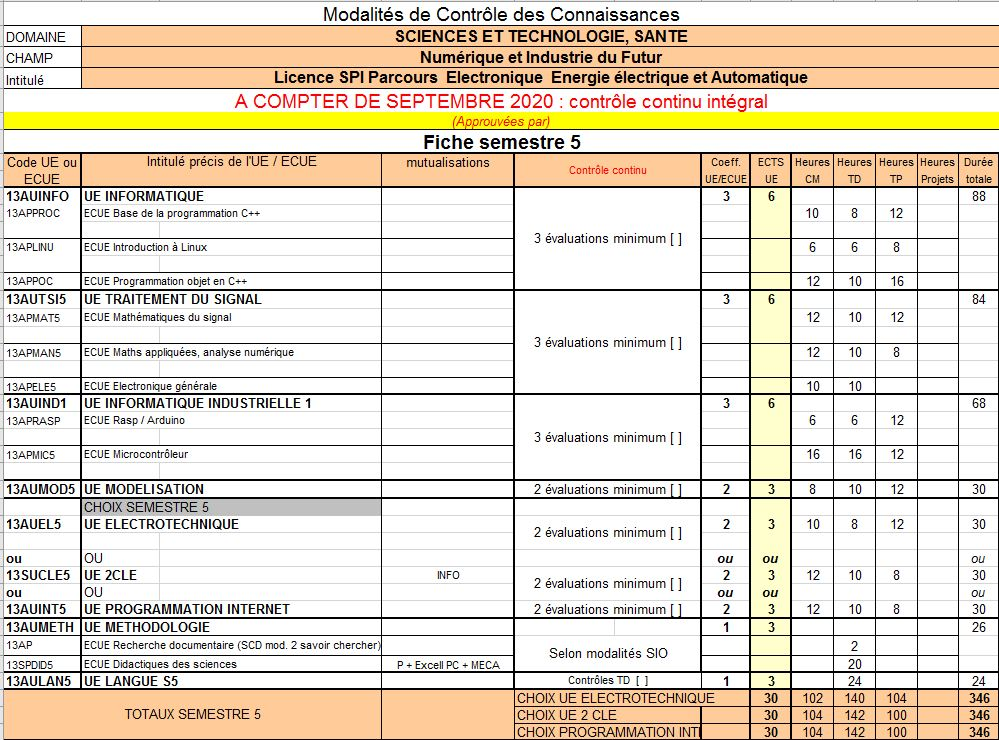 Modalités de Contrôle des Connaissances
DOMAINE SCIENCES ET TECHNOLOGIE, SANTE
CHAMP Numérique et Industrie du Futur
Intitulé Licence SPI Parcours Electronique Energie électrique et Automatique
A COMPTER DE SEPTEMBRE 2020 : contrôle continu intégral
(Approuvées par)
Fiche semestre 5
Code UE ou ECUE Intitulé précis de l'UE / ECUE mutualisations Contrôle continu Coeff. UE/ECUE ECTS UE Heures CM Heures TD Heures TP Heures Projets Durée totale
13AUINFO UE INFORMATIQUE 3 6 88
13APPROC ECUE Base de la programmation C++ 10 8 12
3 évaluations minimum [ ]
13APLINU ECUE Introduction à Linux 6 6 8
13APPOC ECUE Programmation objet en C++ 12 10 16
13AUTSI5 UE TRAITEMENT DU SIGNAL 3 6 84
13APMAT5 ECUE Mathématiques du signal 12 10 12
3 évaluations minimum [ ]
13APMAN5 ECUE Maths appliquées, analyse numérique 12 10 8
13APELE5 ECUE Electronique générale 10 10
13AUIND1 UE INFORMATIQUE INDUSTRIELLE 1 3 6 68
13APRASP ECUE Rasp / Arduino 6 6 12
3 évaluations minimum [ ]
13APMIC5 ECUE Microcontrôleur 16 16 12
13AUMOD5 UE MODELISATION 2 évaluations minimum [ ] 2 3 8 10 12 30
CHOIX SEMESTRE 5
13AUEL5 UE ELECTROTECHNIQUE 2 évaluations minimum [ ] 2 3 10 8 12 30
ou OU ou ou ou
13SUCLE5 UE 2CLE INFO 2 évaluations minimum [ ] 2 3 12 10 8 30
ou OU ou ou ou
13AUINT5 UE PROGRAMMATION INTERNET 2 évaluations minimum [ ] 2 3 12 10 8 30
13AUMETH UE METHODOLOGIE 1 3 26
13AP ECUE Recherche documentaire (SCD mod. 2 savoir chercher) 2
Selon modalités SIO
13SPDID5 ECUE Didactiques des sciences P + Excell PC + MECA 20
13AULAN5 UE LANGUE S5 Contrôles TD [ ] 1 3 24 24
TOTAUX SEMESTRE 5
CHOIX UE ELECTROTECHNIQUE 30 102 140 104 346
CHOIX UE 2 CLE 30 104 142 100 346
CHOIX PROGRAMMATION INT 30 104 142 100 346